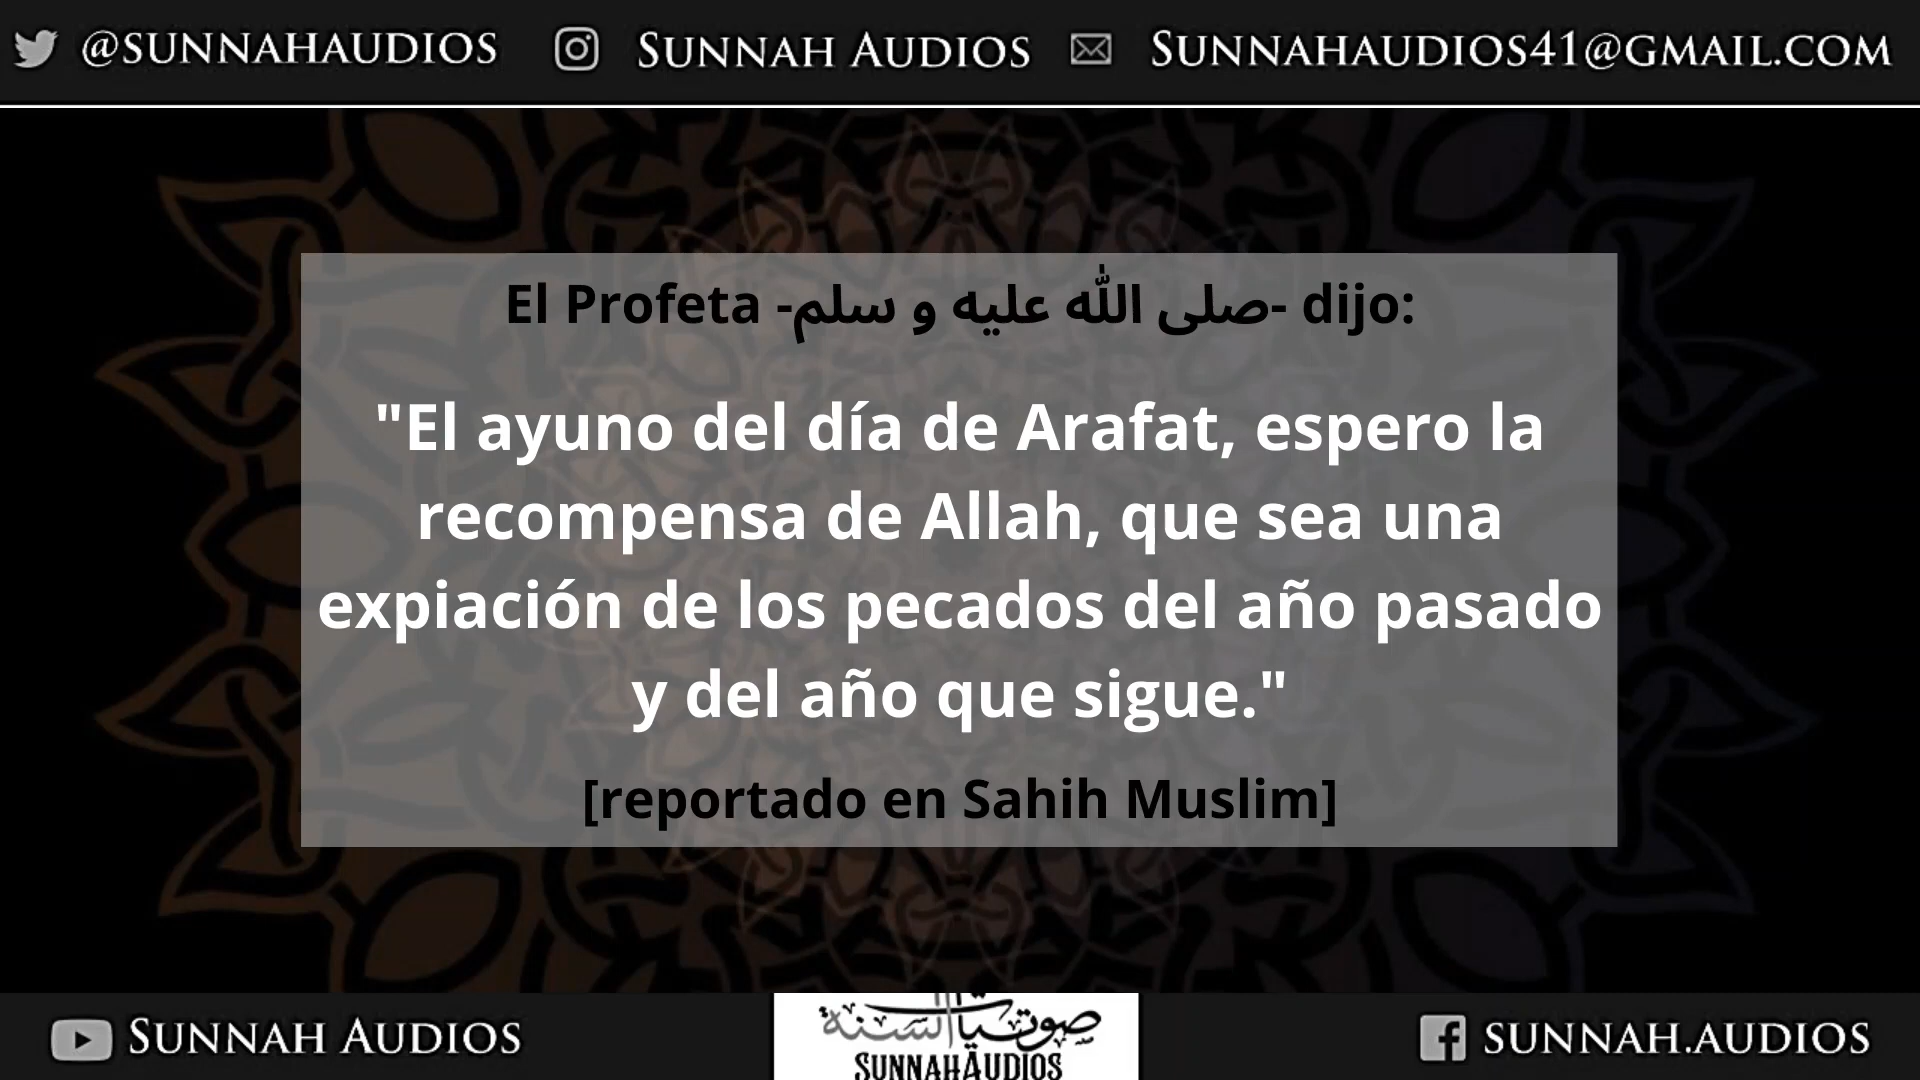 @SUNNAHAUDIOS SUNNAH AUDIOS SUNNAHAUDIOS41@GMAIL.COM
El Profeta -صلى الله عليه و سلم- dijo:
"El ayuno del día de Arafat, espero la
recompensa de Allah, que sea una
expiación de los pecados del año pasado
y del año que sigue."
[reportado en Sahih Muslim]
SUNNAH AUDIOS
صوتيات السنة
SUNNAHAUDIOS
SUNNAH.AUDIOS